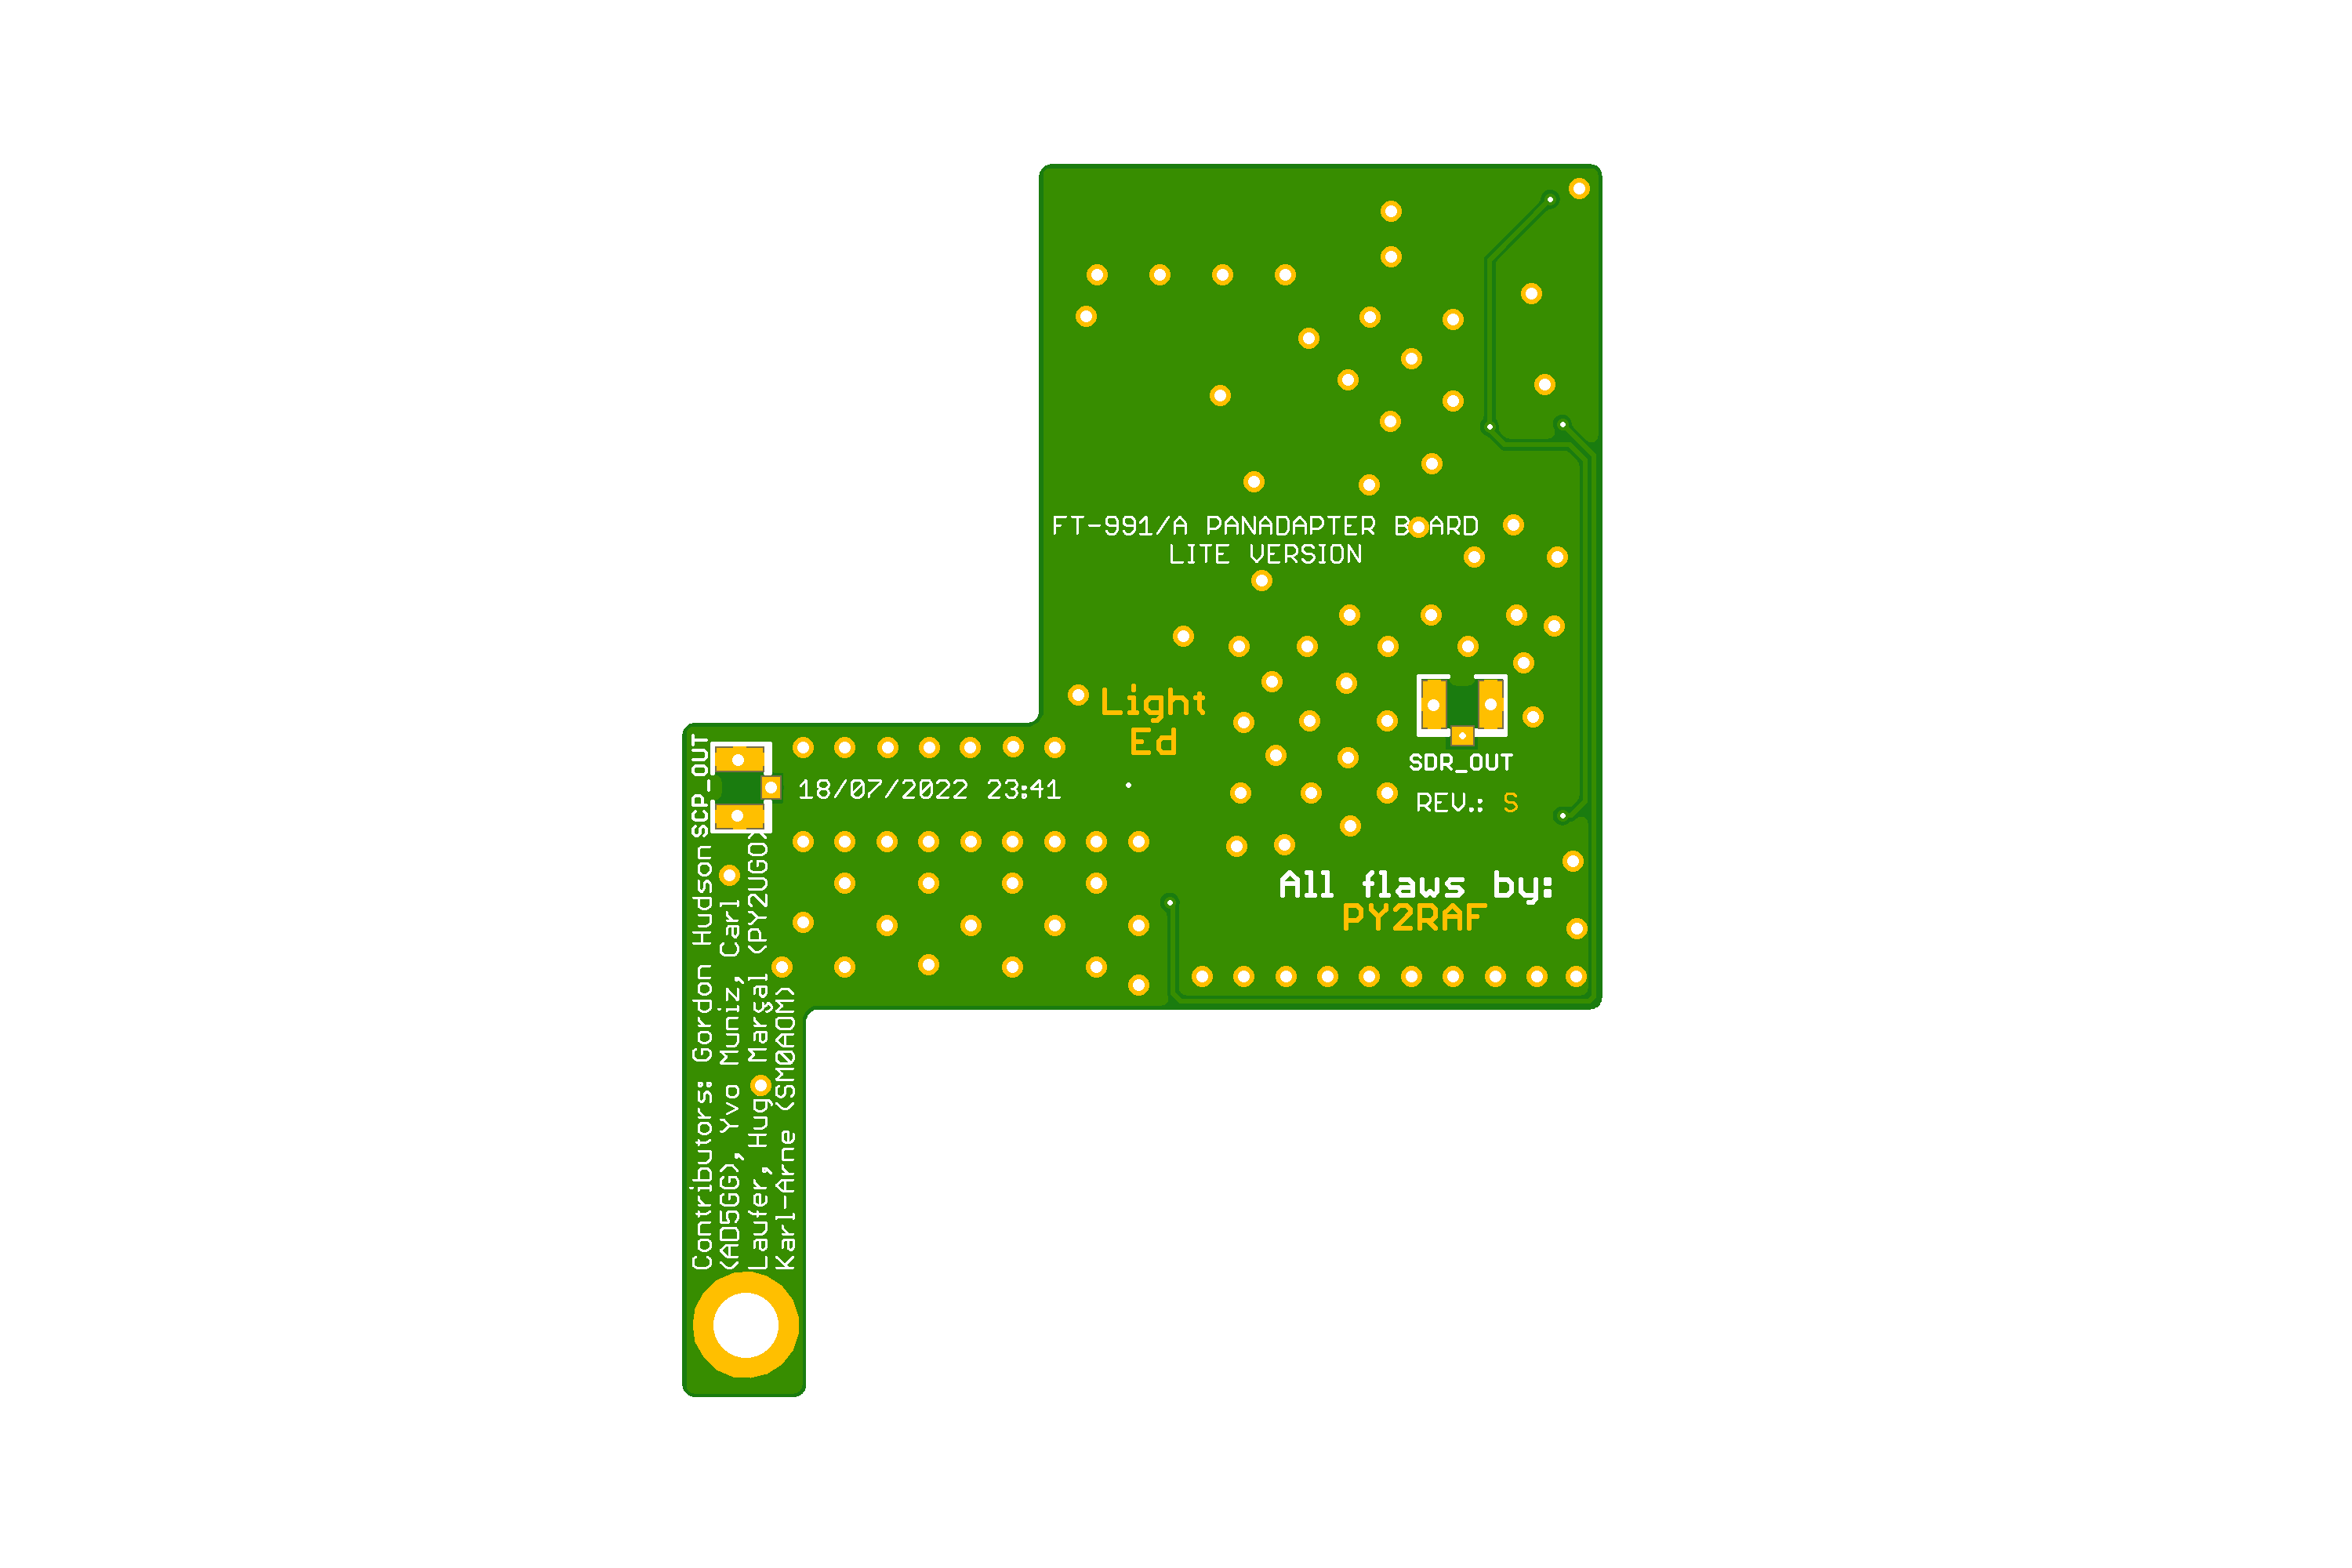 FT-991/A PANADAPTER BOARD
LITE VERSION
Light
Ed
SDR_OUT
REV.: S
18/07/2022 23:41
All flaws by:
PY2RAF
SCP_OUT
Contributors: Gordon Hudson
(AD5GG), Yvo Muniz, Carl
Laufer, Hugo Marçal (PY2UGO)
Karl-Arne (SM0AOM)